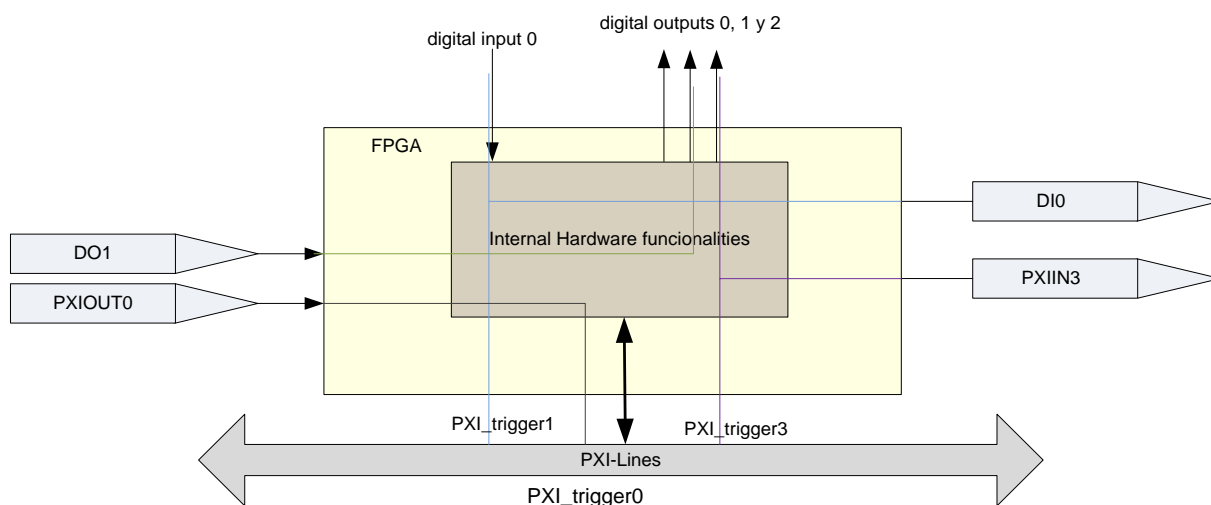 digital outputs 0, 1 y 2
digital input 0
FPGA
DI0
Internal Hardware funcionalities
DO1
PXIIN3
PXIOUT0
PXI_trigger1
PXI_trigger3
PXI-Lines
PXI_trigger0